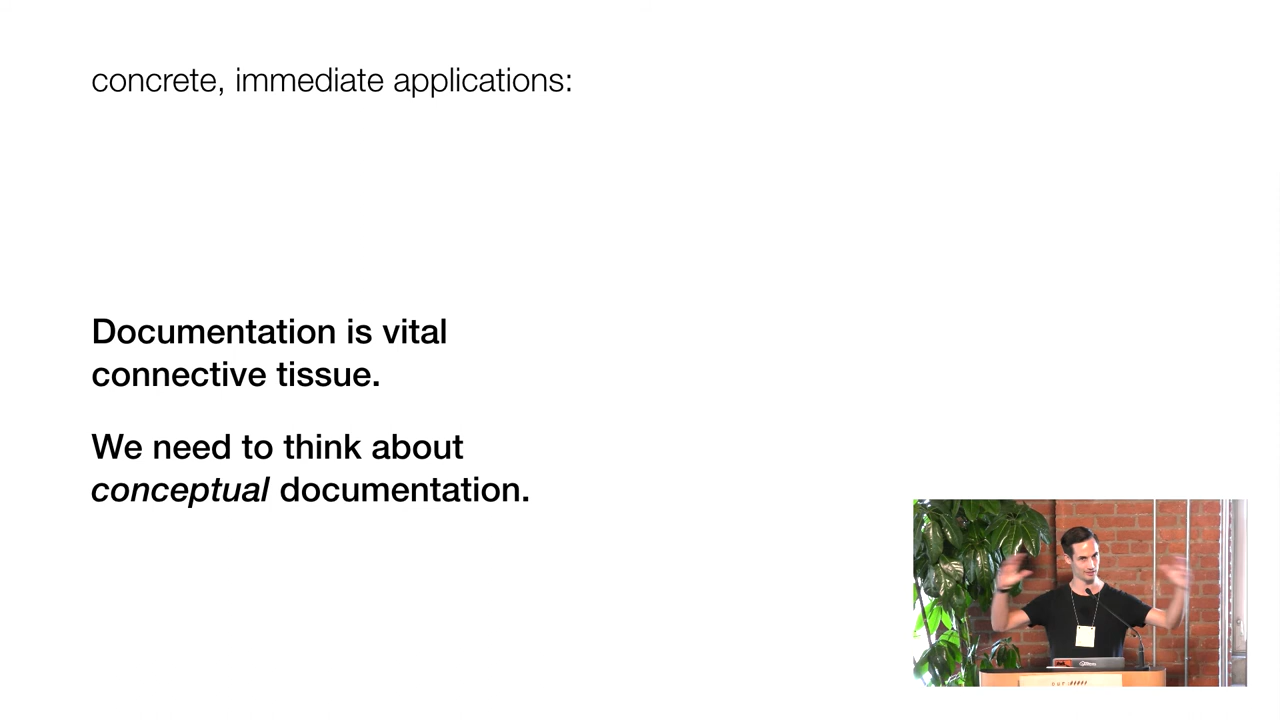 concrete, immediate applications:
Documentation is vital
connective tissue.
We need to think about
conceptual documentation.